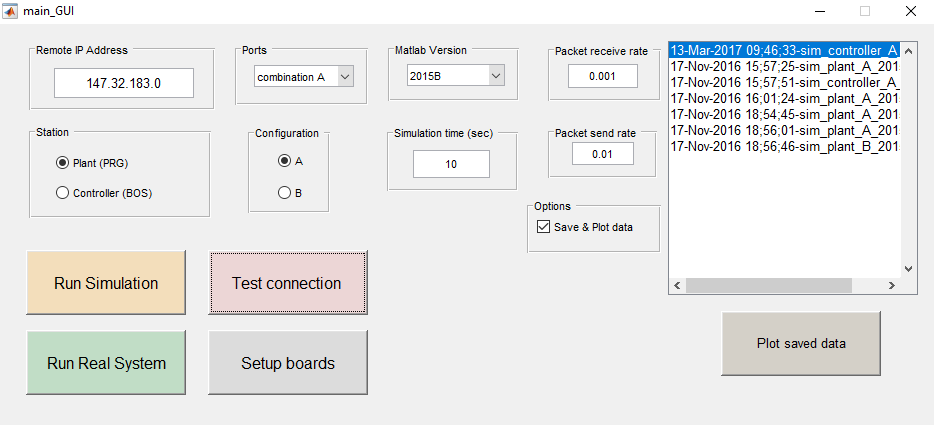 main_GUI
Remote IP Address
147.32.183.0
Ports
combination A
Matlab Version
2015B
Packet receive rate
0.001
Station
Plant (PRG)
Controller (BOS)
Configuration
A
B
Simulation time (sec)
10
Packet send rate
0.01
Options
Save & Plot data
13-Mar-2017 09;46;33-sim_controller_A_
17-Nov-2016 15;57;25-sim_plant_A_201
17-Nov-2016 15;57;51-sim_controller_A_
17-Nov-2016 16;01;24-sim_plant_A_201
17-Nov-2016 18;54;45-sim_plant_A_201
17-Nov-2016 18;56;01-sim_plant_A_201
17-Nov-2016 18;56;46-sim_plant_B_201
Run Simulation
Test connection
Run Real System
Setup boards
Plot saved data